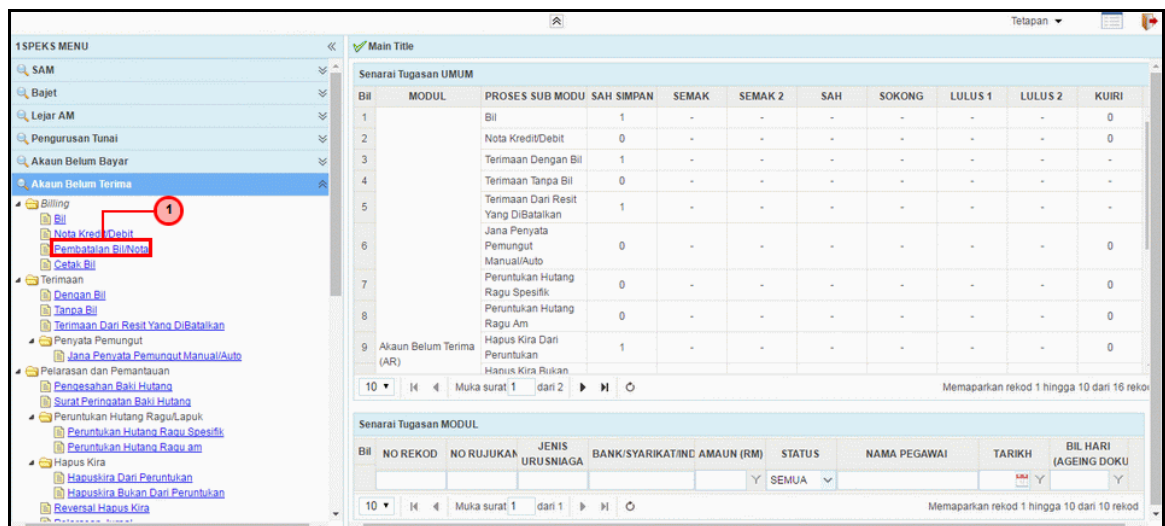 Tetapan
1SPEKS MENU
Main Title
SAM
Bajet
Lejar AM
Pengurusan Tunai
Akaun Belum Bayar
Akaun Belum Terima
Billing
Bil
1
Nota Kredit/Debit
Pembatalan Bil/Nota
Cetak Bil
Terimaan
Dengan Bil
Tanpa Bil
Terimaan Dari Resit Yang DiBatalkan
Penyata Pemungut
Jana Penyata Pemungut Manual/Auto
Pelarasan dan Pemantauan
Pengesahan Baki Hutang
Surat Peringatan Baki Hutang
Peruntukan Hutang Ragu/Lapuk
Peruntukan Hutang Ragu Spesifik
Peruntukan Hutang Ragu am
Hapus Kira
Hapuskira Dari Peruntukan
Hapuskira Bukan Dari Peruntukan
Reversal Hapus Kira
Pelarasan Jurnal
Senarai Tugasan UMUM
Bil MODUL PROSES SUB MODU SAH SIMPAN SEMAK SEMAK 2 SAH SOKONG LULUS 1 LULUS 2 KUIRI
1 Bil 1 - - - - - - 0
2 Nota Kredit/Debit 0 - - - - - - 0
3 Terimaan Dengan Bil 1 - - - - - - -
4 Terimaan Tanpa Bil 0 - - - - - - -
5 Terimaan Dari Resit
Yang DiBatalkan 1 - - - - - - -
Jana Penyata
6 Pemungut 0 - - - - - - 0
Manual/Auto
7 Peruntukan Hutang
Ragu Spesifik 0 - - - - - - 0
8 Peruntukan Hutang
Ragu Am 0 - - - - - - 0
9 Akaun Belum Terima
(AR)
Hapus Kira Dari
Peruntukan 1 - - - - - - 0
Hapus Kira Bukan
10 Muka surat 1 dari 2 Memaparkan rekod 1 hingga 10 dari 16 reko
Senarai Tugasan MODUL
Bil NO REKOD NO RUJUKAN JENIS URUSNIAGA BANK/SYARIKAT/IND AMAUN (RM) STATUS NAMA PEGAWAI TARIKH BIL HARI
(AGEING DOKU
SEMUA
10 Muka surat 1 dari 1 Memaparkan rekod 1 hingga 10 dari 10 rekod